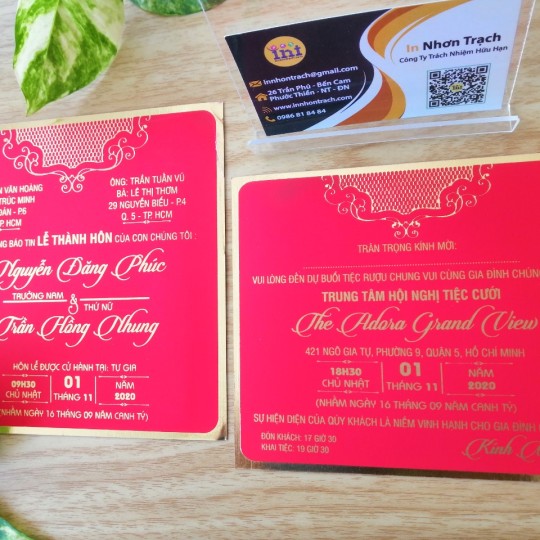 int
In Nhơn Trạch
Công Ty Trách Nhiệm Hữu Hạn
innhontrach@gmail.com
26 Trần Phú - Bến Cam
Phước Thiền - NT - ĐN
www.innhontrach.com
0986 81 84 84
VĂN HOÀNG
TRÚC MINH
P6
HCM
ÔNG: TRẦN TUẤN VŨ
BÀ: LÊ THỊ THƠM
29 NGUYỄN BIỂU - P.4
Q. 5 - TP HCM
BÁO TIN LỄ THÀNH HÔN CỦA CON CHÚNG TÔI :
Nguyễn Đăng Phúc
TRƯỞNG NAM & THỨ NỮ
Trần Hồng Nhung
HÔN LỄ ĐƯỢC CỬ HÀNH TẠI: TƯ GIA
09H30
CHỦ NHẬT
01
THÁNG 11
NĂM
2020
(NHẰM NGÀY 16 THÁNG 09 NĂM CANH TÝ)
TRÂN TRỌNG KÍNH MỜI:
VUI LÒNG ĐẾN DỰ BUỔI TIỆC RƯỢU CHUNG VUI CÙNG GIA ĐÌNH CHÚN
TRUNG TÂM HỘI NGHỊ TIỆC CƯỚI
The Adora Grand View
421 NGÔ GIA TỰ, PHƯỜNG 9, QUẬN 5, HỒ CHÍ MINH
18H30
CHỦ NHẬT
01
THÁNG 11
NĂM
2020
(NHẰM NGÀY 16 THÁNG 09 NĂM CANH TÝ)
SỰ HIỆN DIỆN CỦA QÚY KHÁCH LÀ NIỀM VINH HẠNH CHO GIA ĐÌNH
ĐÓN KHÁCH: 17 GIỜ 30
KHAI TIỆC: 19 GIỜ 30
Kính